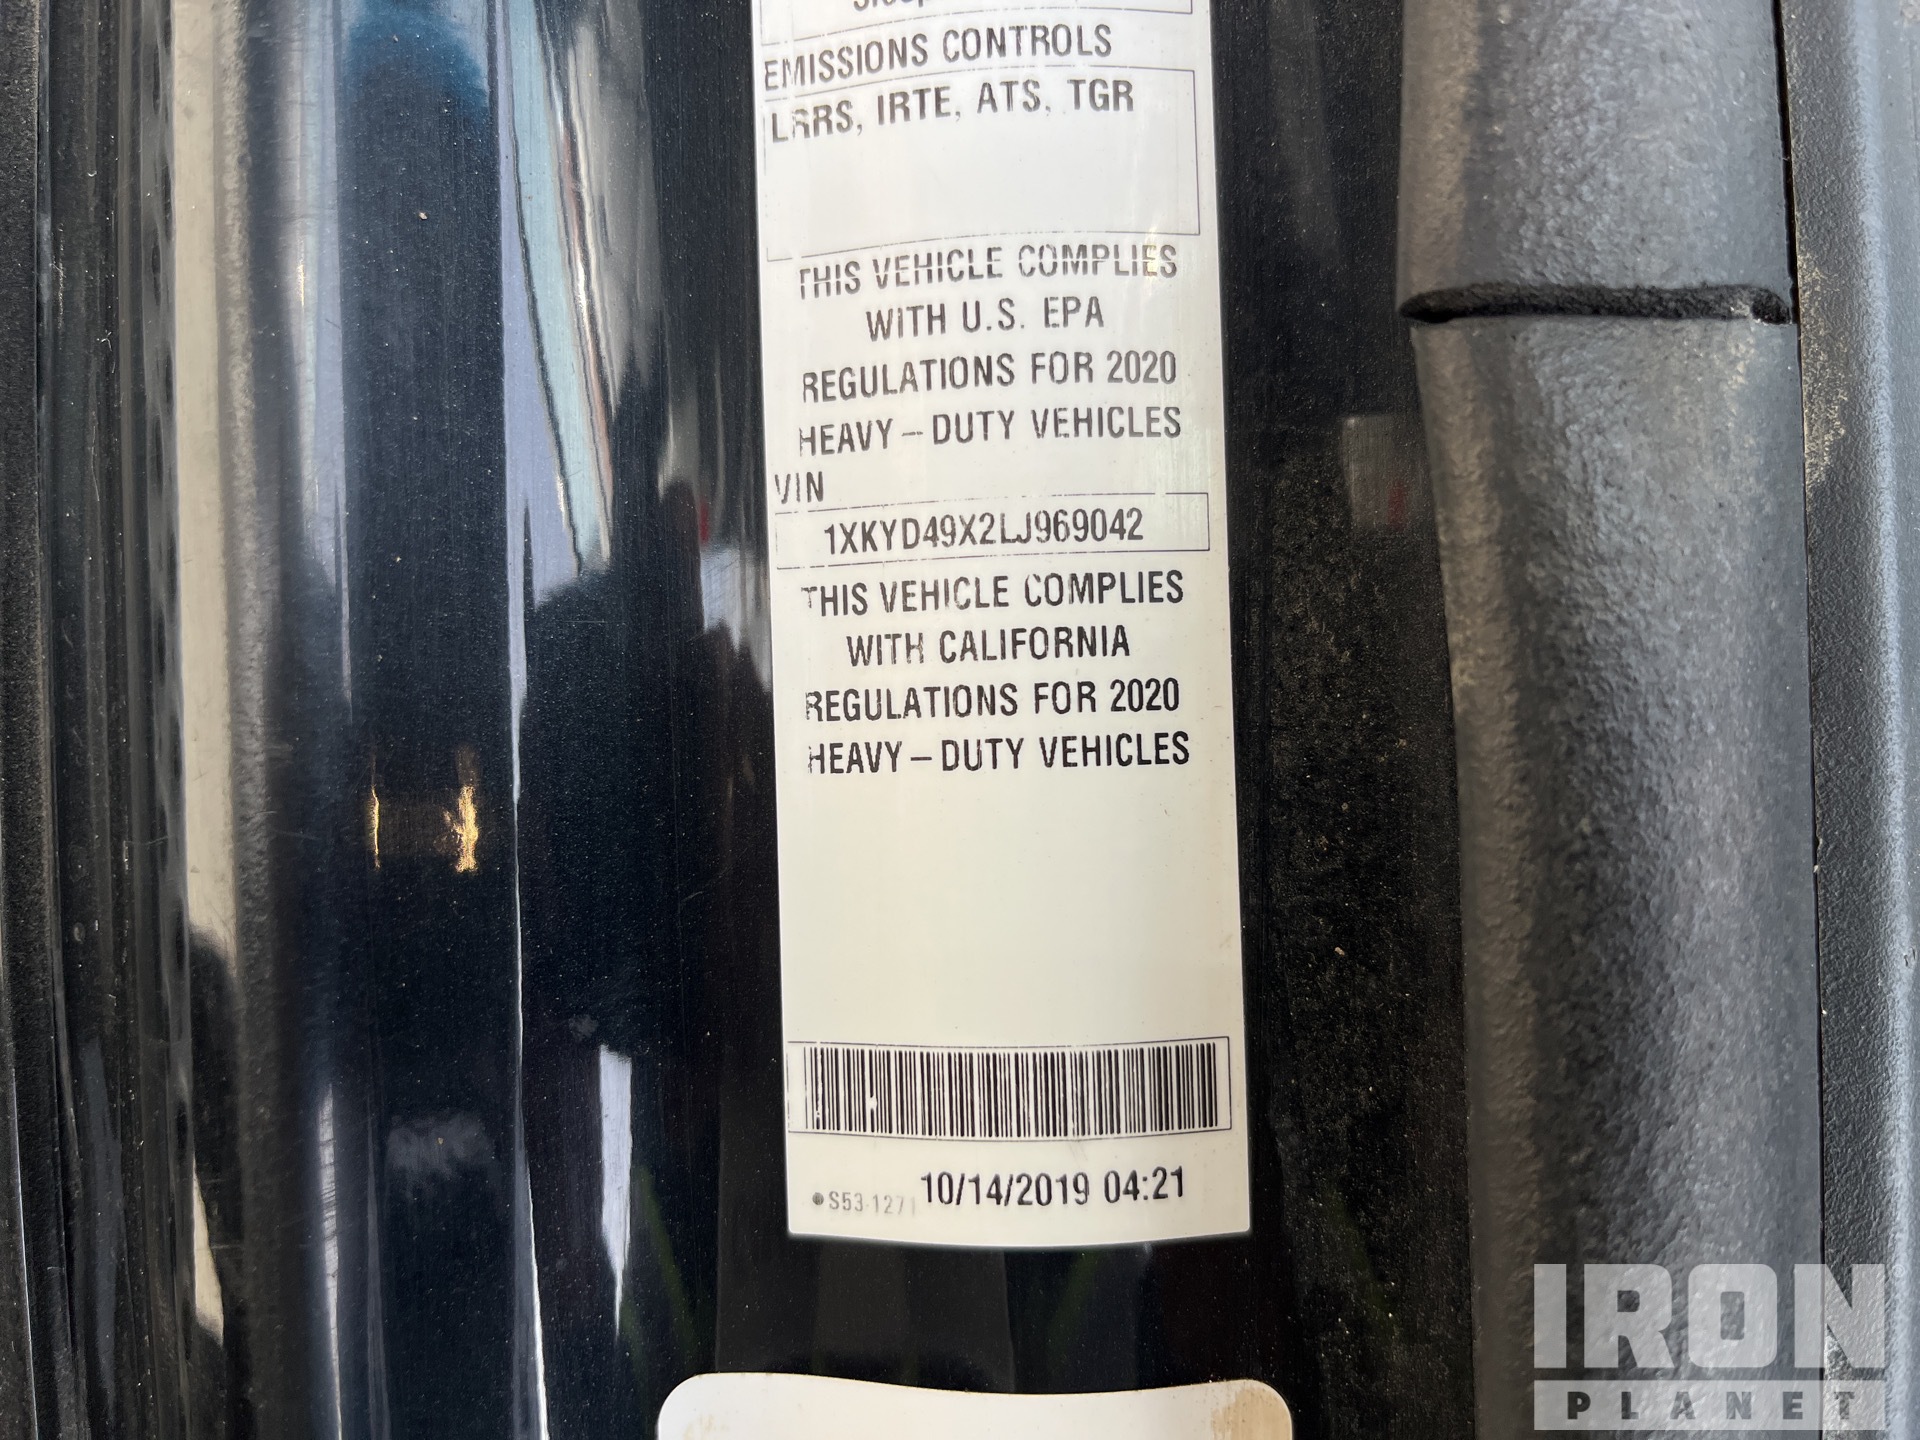 EMISSIONS CONTROLS
LRRS, IRTE, ATS, TGR
THIS VEHICLE COMPLIES
WITH U.S. EPA
REGULATIONS FOR 2020
HEAVY – DUTY VEHICLES
VIN
1XKYD49X2LJ969042
THIS VEHICLE COMPLIES
WITH CALIFORNIA
REGULATIONS FOR 2020
HEAVY – DUTY VEHICLES
S53-1271 10/14/2019 04:21
IRON
PLANET